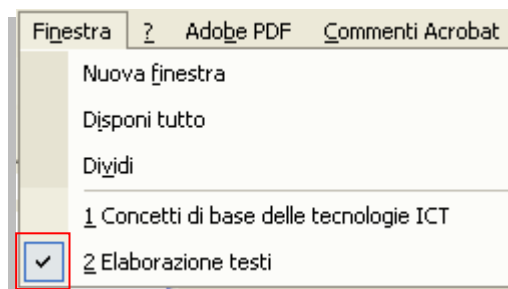 Finestra ? Adobe PDF Commenti Acrobat
Nuova finestra
Disponi tutto
Dividi
1 Concetti di base delle tecnologie ICT
2 Elaborazione testi